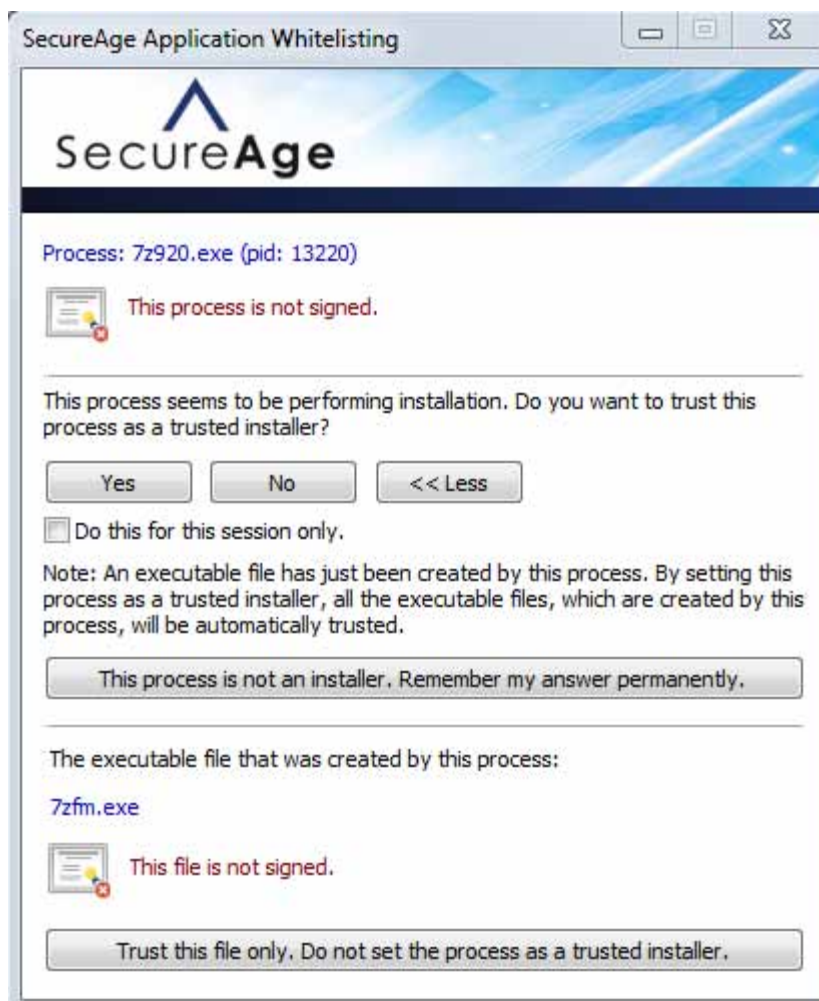 SecureAge Application Whitelisting
SecureAge
Process: 7z920.exe (pid: 13220)
This process is not signed.
This process seems to be performing installation. Do you want to trust this
process as a trusted installer?
Yes No << Less
Do this for this session only.
Note: An executable file has just been created by this process. By setting this
process as a trusted installer, all the executable files, which are created by this
process, will be automatically trusted.
This process is not an installer. Remember my answer permanently.
The executable file that was created by this process:
7zfm.exe
This file is not signed.
Trust this file only. Do not set the process as a trusted installer.